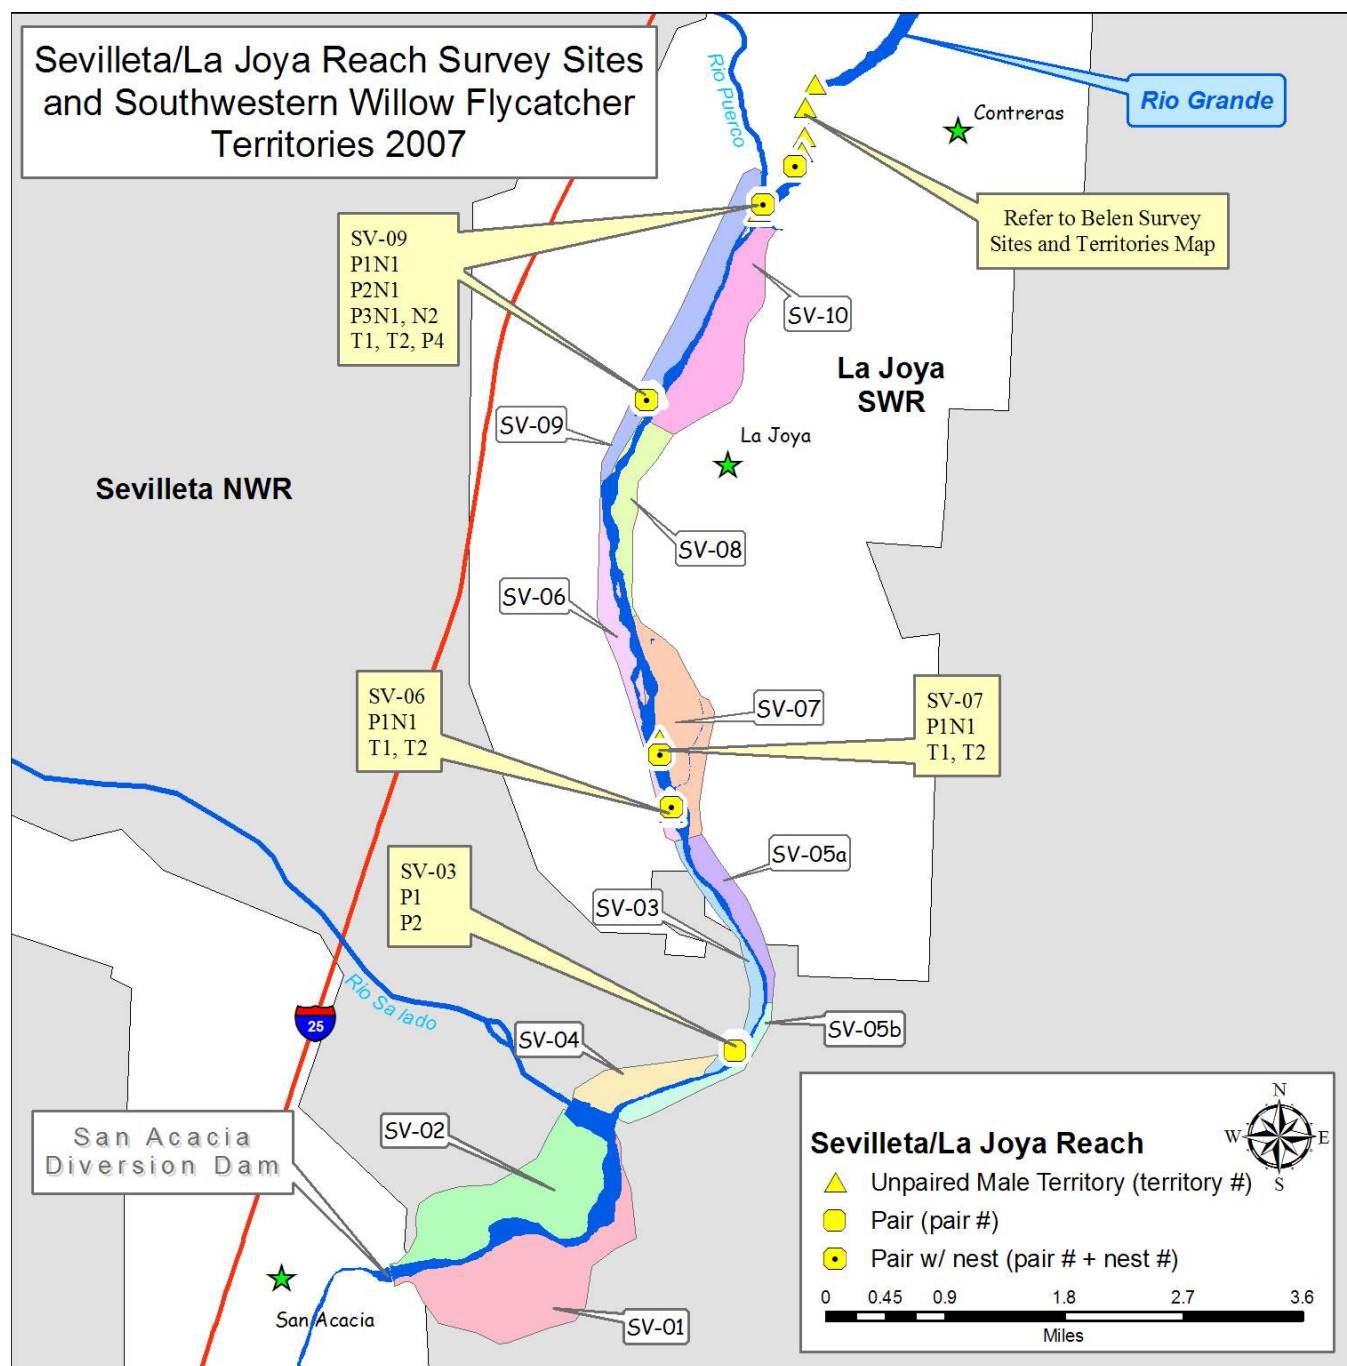 Sevilleta/La Joya Reach Survey Sites
and Southwestern Willow Flycatcher
Territories 2007
Rio Puerco
Rio Grande
Contreras
Refer to Belen Survey
Sites and Territories Map
SV-09
P1N1
P2N1
P3N1, N2
T1, T2, P4
SV-10
La Joya
SWR
SV-09
La Joya
Sevilleta NWR
SV-08
SV-06
SV-06
P1N1
T1, T2
SV-07
SV-07
P1N1
T1, T2
SV-03
P1
P2
SV-05a
SV-03
Rio Salado
25
SV-04
SV-05b
San Acacia
Diversion Dam
SV-02
San Acacia
SV-01
N
W
E
S
Sevilleta/La Joya Reach
Unpaired Male Territory (territory #)
Pair (pair #)
Pair w/ nest (pair # + nest #)
0 0.45 0.9 1.8 2.7 3.6
Miles